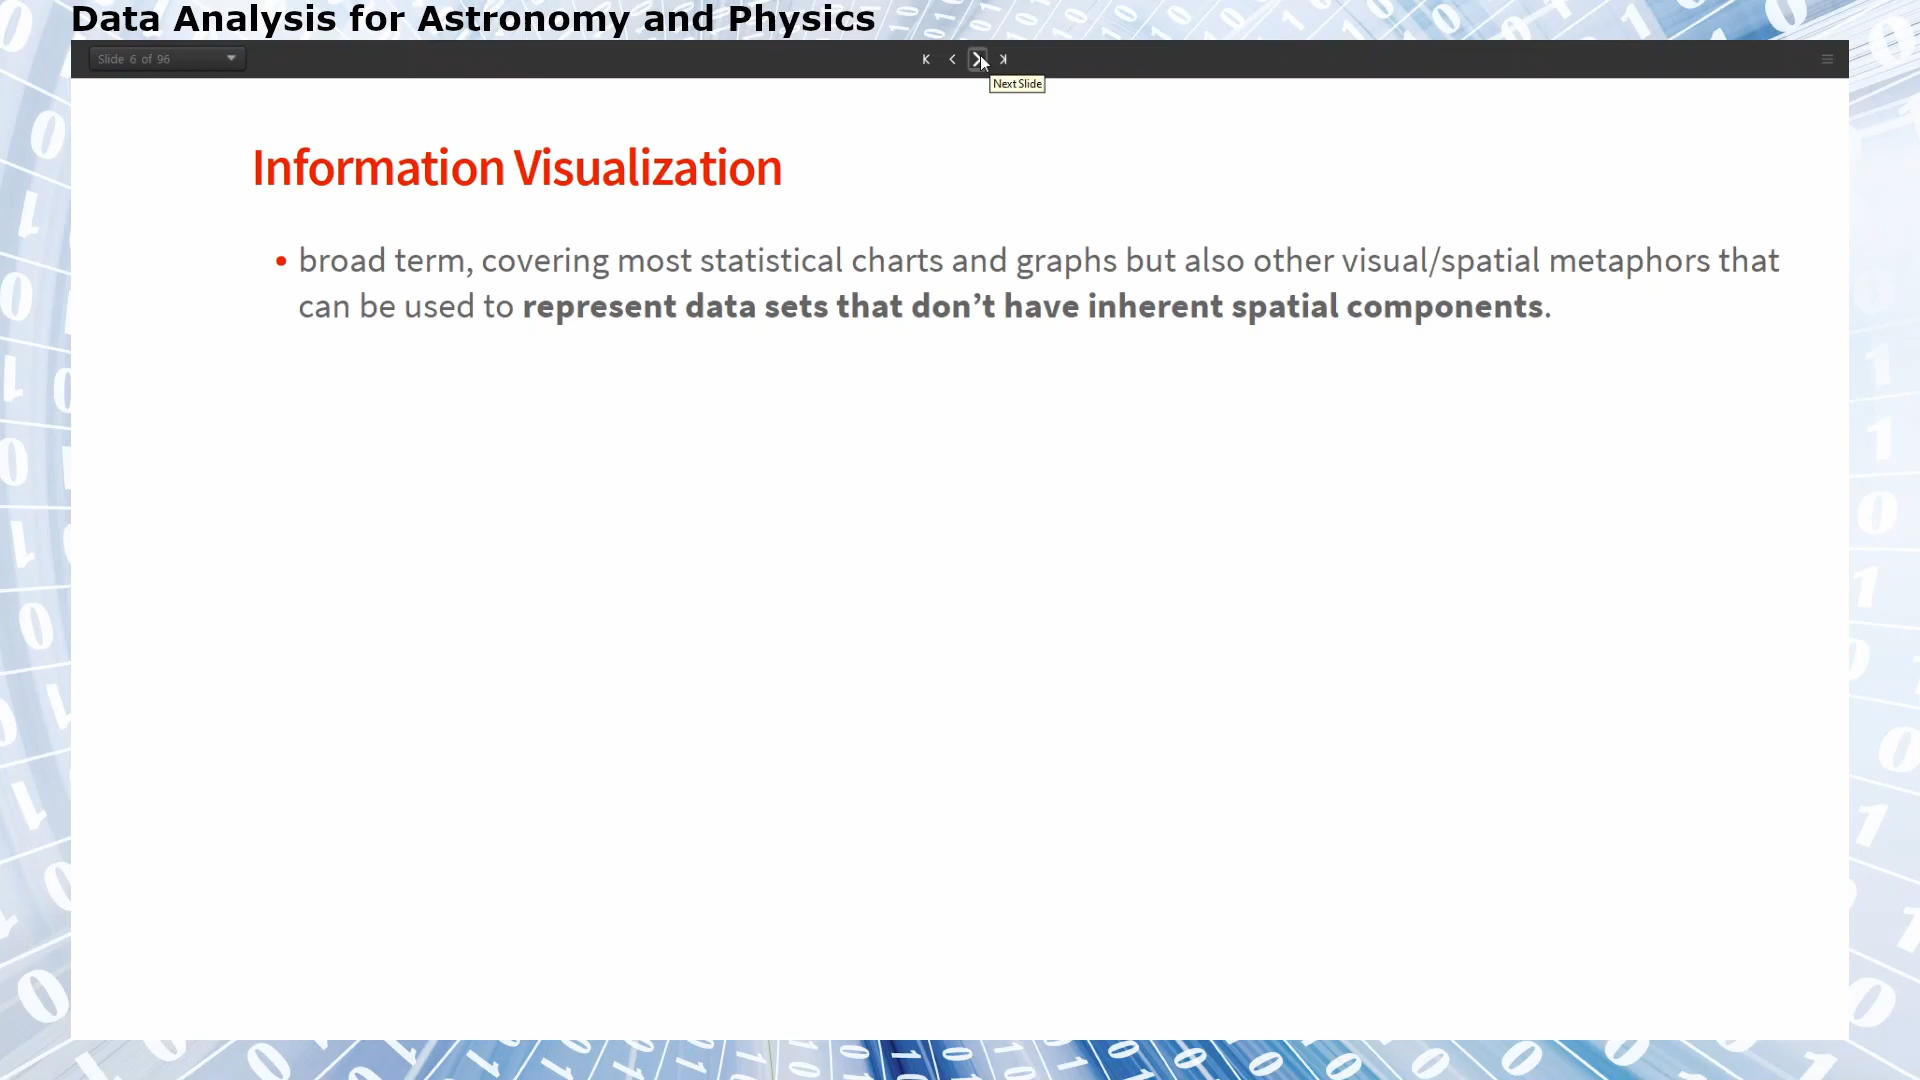 Data Analysis for Astronomy and Physics
Slide 6 of 96
Next Slide
Information Visualization
• broad term, covering most statistical charts and graphs but also other visual/spatial metaphors that
can be used to represent data sets that don’t have inherent spatial components.